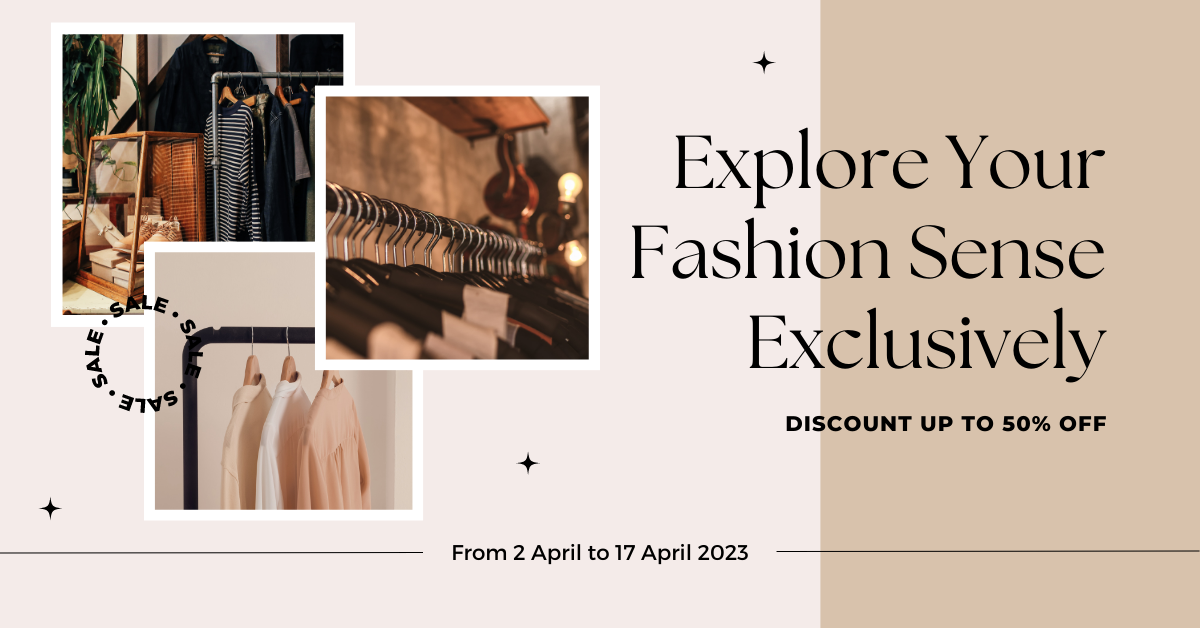 Explore Your
Fashion Sense
Exclusively
DISCOUNT UP TO 50% OFF
SALE • SALE • SALE • SALE •
From 2 April to 17 April 2023